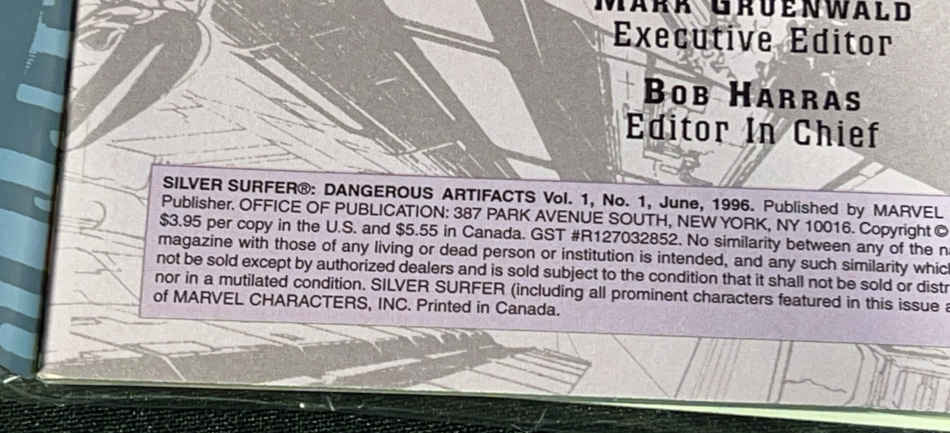 MARK GRUENWALD
Executive Editor
BOB HARRAS
Editor In Chief
SILVER SURFER®: DANGEROUS ARTIFACTS Vol. 1, No. 1, June, 1996. Published by MARVEL
Publisher. OFFICE OF PUBLICATION: 387 PARK AVENUE SOUTH, NEW YORK, NY 10016. Copyright ©
$3.95 per copy in the U.S. and $5.55 in Canada. GST #R127032852. No similarity between any of the
magazine with those of any living or dead person or institution is intended, and any such similarity
not be sold except by authorized dealers and is sold subject to the condition that it shall not be sold or
nor in a mutilated condition. SILVER SURFER (including all prominent characters featured in this issue
of MARVEL CHARACTERS, INC. Printed in Canada.